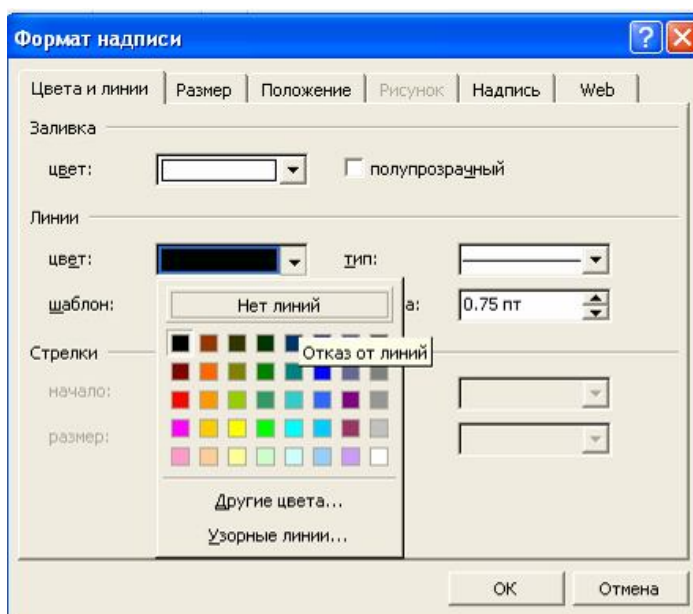 Формат надписи
Цвета и линии Размер Положение Рисунок Надпись Web
Заливка
цвет: полупрозрачный
Линии
цвет: тип:
шаблон: а: 0.75 пт
Нет линий
Отказ от линий
Стрелки
начало:
размер:
Другие цвета...
Узорные линии...
ОК Отмена